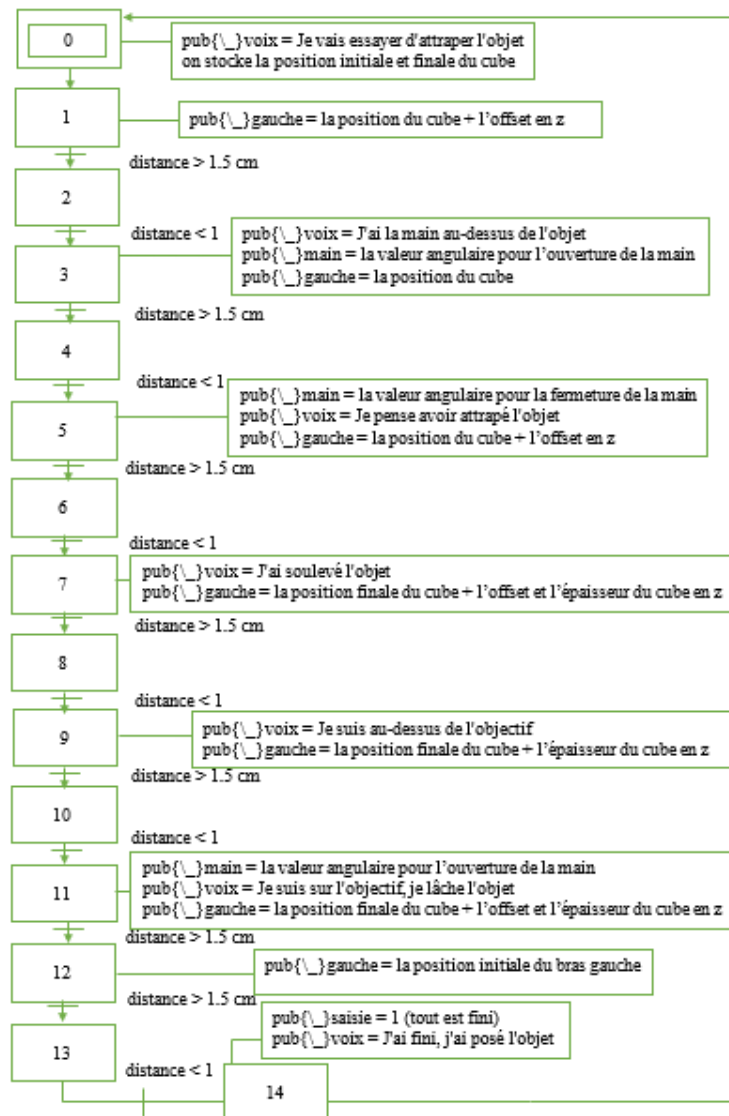 0
pub{\_}voix = Je vais essayer d'attraper l'objet
on stocke la position initiale et finale du cube
1
pub{\_}gauche = la position du cube + l'offset en z
distance > 1.5 cm
2
distance < 1
3
pub{\_}voix = J'ai la main au-dessus de l'objet
pub{\_}main = la valeur angulaire pour l'ouverture de la main
pub{\_}gauche = la position du cube
distance > 1.5 cm
4
distance < 1
5
pub{\_}main = la valeur angulaire pour la fermeture de la main
pub{\_}voix = Je pense avoir attrapé l'objet
pub{\_}gauche = la position du cube + l'offset en z
distance > 1.5 cm
6
distance < 1
7
pub{\_}voix = J'ai soulevé l'objet
pub{\_}gauche = la position finale du cube + l'offset et l'épaisseur du cube en z
distance > 1.5 cm
8
distance < 1
9
pub{\_}voix = Je suis au-dessus de l'objectif
pub{\_}gauche = la position finale du cube + l'épaisseur du cube en z
distance > 1.5 cm
10
distance < 1
11
pub{\_}main = la valeur angulaire pour l'ouverture de la main
pub{\_}voix = Je suis sur l'objectif, je lâche l'objet
pub{\_}gauche = la position finale du cube + l'offset et l'épaisseur du cube en z
distance > 1.5 cm
12
pub{\_}gauche = la position initiale du bras gauche
distance > 1.5 cm
13
pub{\_}saisie = 1 (tout est fini)
pub{\_}voix = J'ai fini, j'ai posé l'objet
distance < 1
14